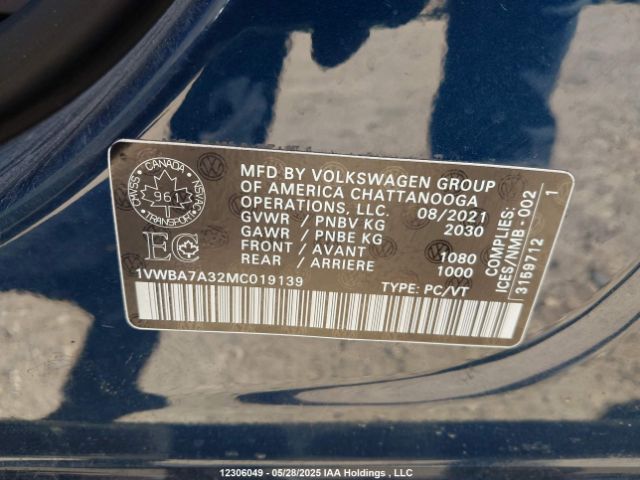 CANADA
961
TRANSPORT
CMVSS
NSVAC
EC
MFD BY VOLKSWAGEN GROUP
OF AMERICA CHATTANOOGA
OPERATIONS, LLC. 08/2021
GVWR / PNBV KG 2030
GAWR / PNBE KG
FRONT / AVANT 1080
REAR / ARRIERE 1000
1VWBA7A32MC019139
TYPE: PC/VT
COMPLIES:
ICES/NMB-002
31597712 1
12306049 - 05/28/2025 IAA Holdings , LLC